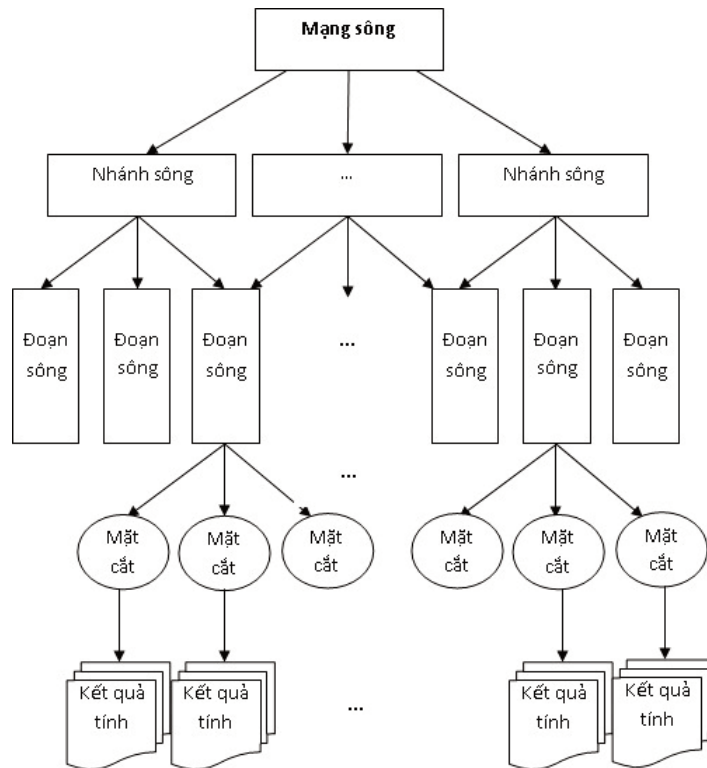 Mạng sông
Nhánh sông
...
Nhánh sông
Đoạn
sông
Đoạn
sông
Đoạn
sông
...
Đoạn
sông
Đoạn
sông
Đoạn
sông
...
Mặt
cắt
Mặt
cắt
Mặt
cắt
Mặt
cắt
Mặt
cắt
Mặt
cắt
Kết quả
tính
Kết quả
tính
...
Kết quả
tính
Kết quả
tính